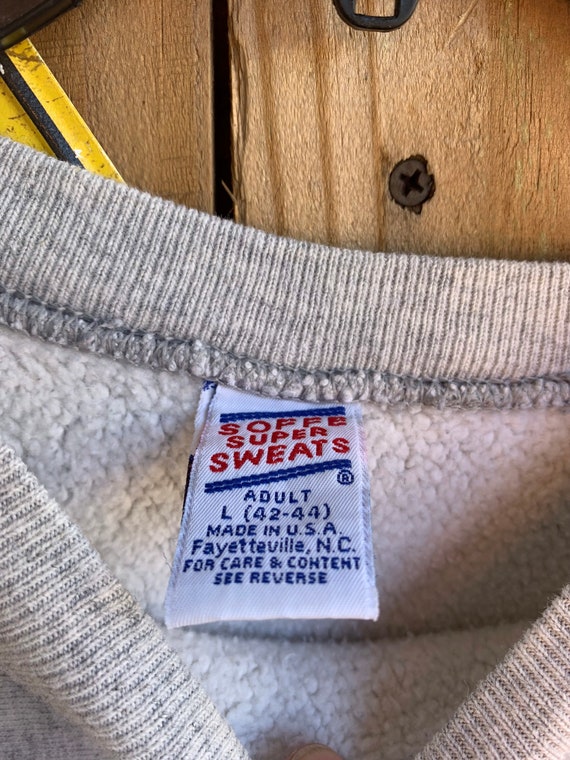 SOFFE
SUPER
SWEATS
®
ADULT
L (42-44)
MADE IN U.S.A.
Fayetteville, N.C.
FOR CARE & CONTENT
SEE REVERSE